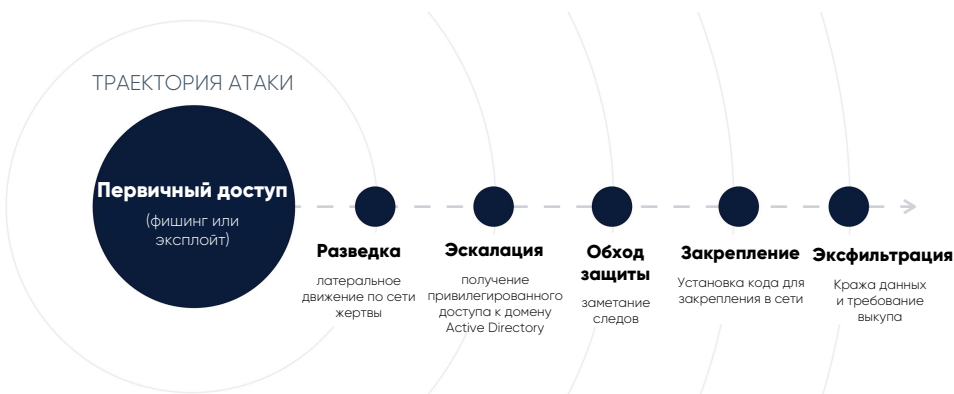 ТРАЕКТОРИЯ АТАКИ
Первичный доступ
(фишинг или
эксплойт)
Разведка
латеральное
движение по сети
жертвы
Эскалация
получение
привилегированного
доступа к домену
Active Directory
Обход
защиты
заметание
следов
Закрепление
Установка кода для
закрепления в сети
Эксфильтрация
Кража данных
и требование
выкупа